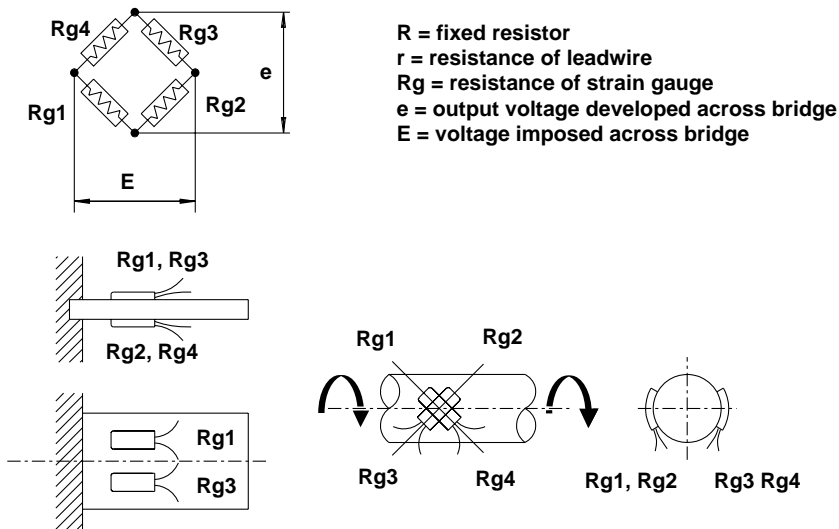 Rg4
Rg3
e
Rg1
Rg2
E
R = fixed resistor
r = resistance of leadwire
Rg = resistance of strain gauge
e = output voltage developed across bridge
E = voltage imposed across bridge
Rg1, Rg3
Rg2, Rg4
Rg1
Rg3
Rg1
Rg2
Rg3
Rg4
Rg1, Rg2
Rg3 Rg4